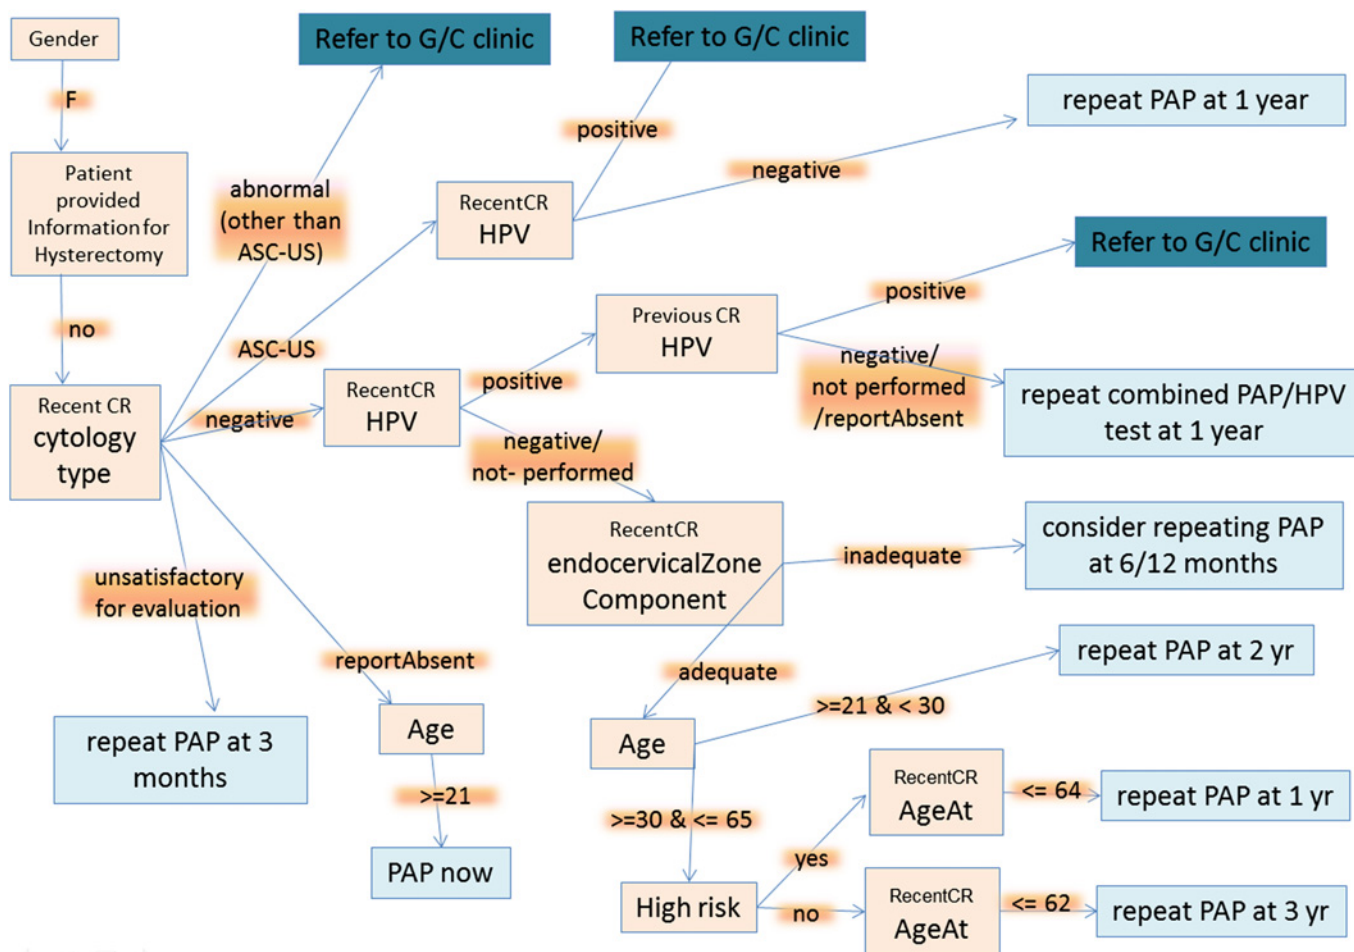 Gender
F
Patient
provided
Information for
Hysterectomy
no
Recent CR
cytology
type
abnormal
(other than
ASC-US)
Refer to G/C clinic
ASC-US
RecentCR
HPV
positive
Refer to G/C clinic
negative
repeat PAP at 1 year
negative
RecentCR
HPV
positive
Previous CR
HPV
positive
Refer to G/C clinic
negative/
not performed
/reportAbsent
repeat combined PAP/HPV
test at 1 year
negative/
not- performed
RecentCR
endocervicalZone
Component
inadequate
consider repeating PAP
at 6/12 months
adequate
Age
>=21 & < 30
repeat PAP at 2 yr
>=30 & <= 65
High risk
yes
RecentCR
AgeAt
<= 64
repeat PAP at 1 yr
no
RecentCR
AgeAt
<= 62
repeat PAP at 3 yr
reportAbsent
Age
>=21
PAP now
unsatisfactory
for evaluation
repeat PAP at 3
months